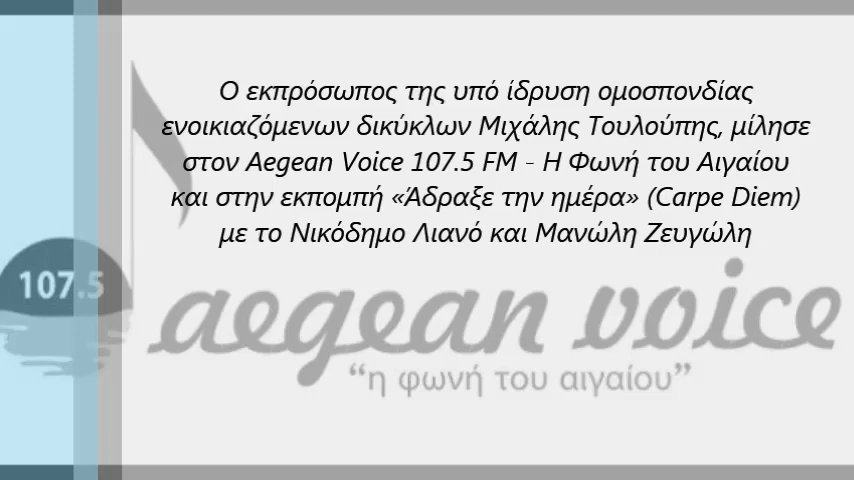 Ο εκπρόσωπος της υπό ίδρυση ομοσπονδίας
ενοικιαζόμενων δικύκλων Μιχάλης Τουλούπης, μίλησε
στον Aegean Voice 107.5 FM - Η Φωνή του Αιγαίου
και στην εκπομπή «Άδραξε την ημέρα» (Carpe Diem)
με το Νικόδημο Λιανό και Μανώλη Ζευγώλη
107.5
aegean voice
“η φωνή του αιγαίου”